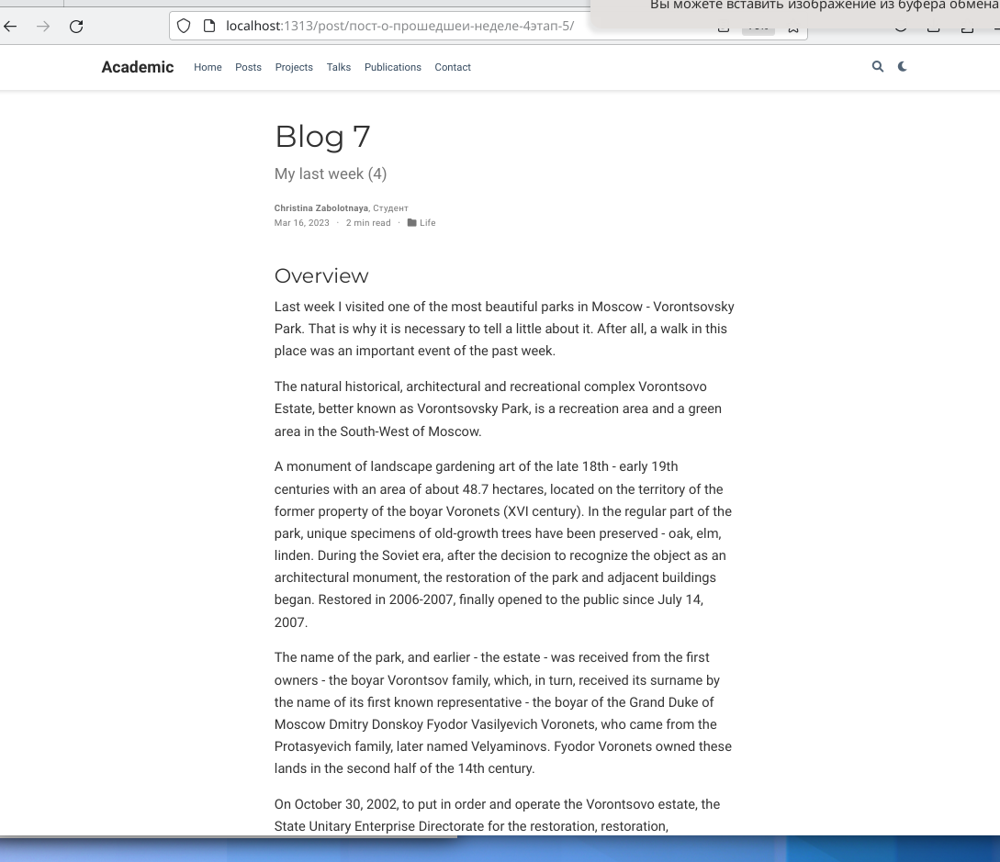 Вы можете вставить изображение из буфера обмена
localhost:1313/post/пост-о-прошедшеи-неделе-4этап-5/
Academic Home Posts Projects Talks Publications Contact
Blog 7
My last week (4)
Christina Zabolotnaya, Студент
Mar 16, 2023 · 2 min read · Life
Overview
Last week I visited one of the most beautiful parks in Moscow - Vorontsovsky
Park. That is why it is necessary to tell a little about it. After all, a walk in this
place was an important event of the past week.
The natural historical, architectural and recreational complex Vorontsovo
Estate, better known as Vorontsovsky Park, is a recreation area and a green
area in the South-West of Moscow.
A monument of landscape gardening art of the late 18th - early 19th
centuries with an area of about 48.7 hectares, located on the territory of the
former property of the boyar Voronets (XVI century). In the regular part of the
park, unique specimens of old-growth trees have been preserved - oak, elm,
linden. During the Soviet era, after the decision to recognize the object as an
architectural monument, the restoration of the park and adjacent buildings
began. Restored in 2006-2007, finally opened to the public since July 14,
2007.
The name of the park, and earlier - the estate - was received from the first
owners - the boyar Vorontsov family, which, in turn, received its surname by
the name of its first known representative - the boyar of the Grand Duke of
Moscow Dmitry Donskoy Fyodor Vasilyevich Voronets, who came from the
Protasyevich family, later named Velyaminovs. Fyodor Voronets owned these
lands in the second half of the 14th century.
On October 30, 2002, to put in order and operate the Vorontsovo estate, the
State Unitary Enterprise Directorate for the restoration, restoration,